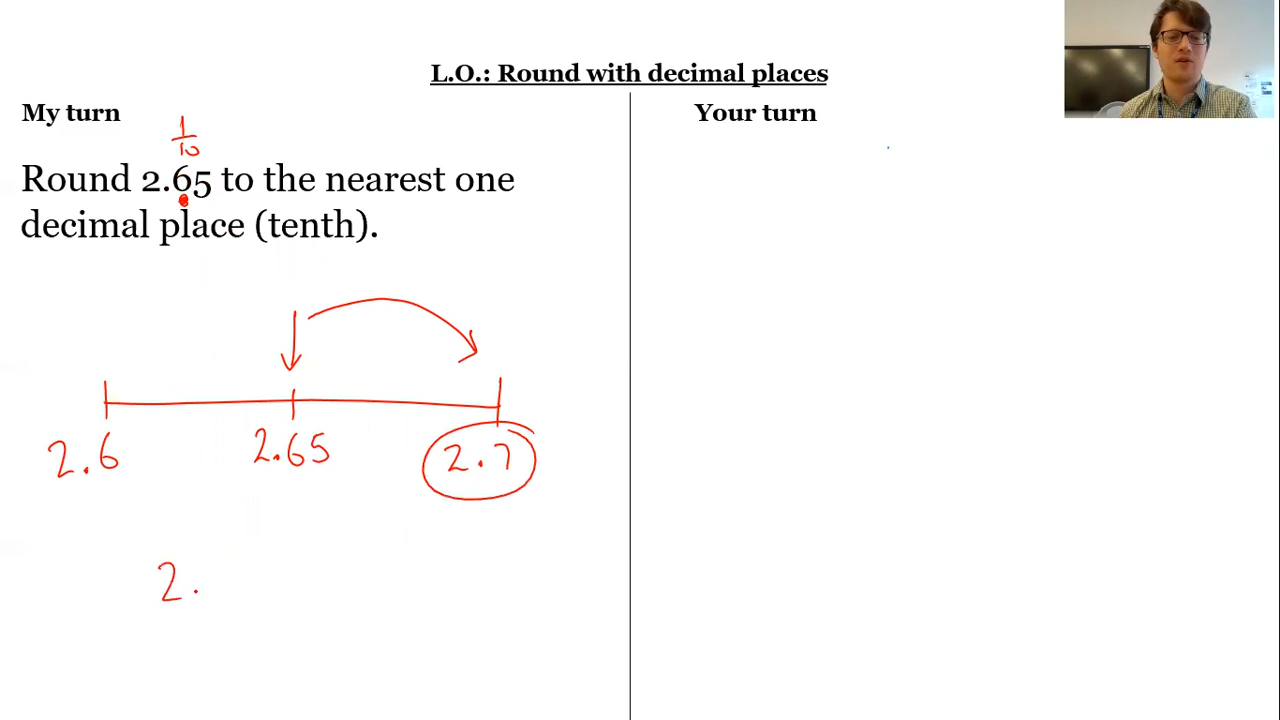 L.O.: Round with decimal places
My turn
1
10
Round 2.65 to the nearest one
decimal place (tenth).
2.6 2.65 2.7
2.
Your turn